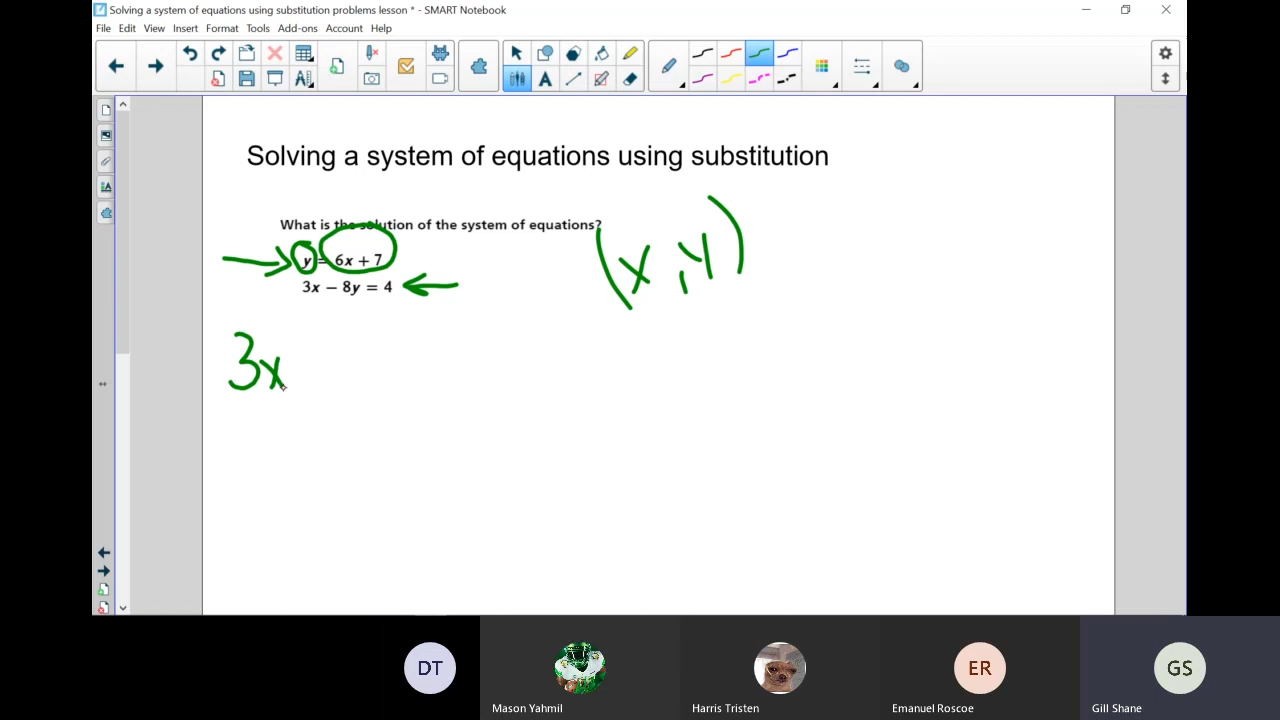 Solving a system of equations using substitution problems lesson * - SMART Notebook
File Edit View Insert Format Tools Add-ons Account Help
Solving a system of equations using substitution
What is the solution of the system of equations?
y = 6x + 7
3x − 8y = 4
(x,y)
3x
DT
ER
GS
Mason Yahmil
Harris Tristen
Emanuel Roscoe
Gill Shane